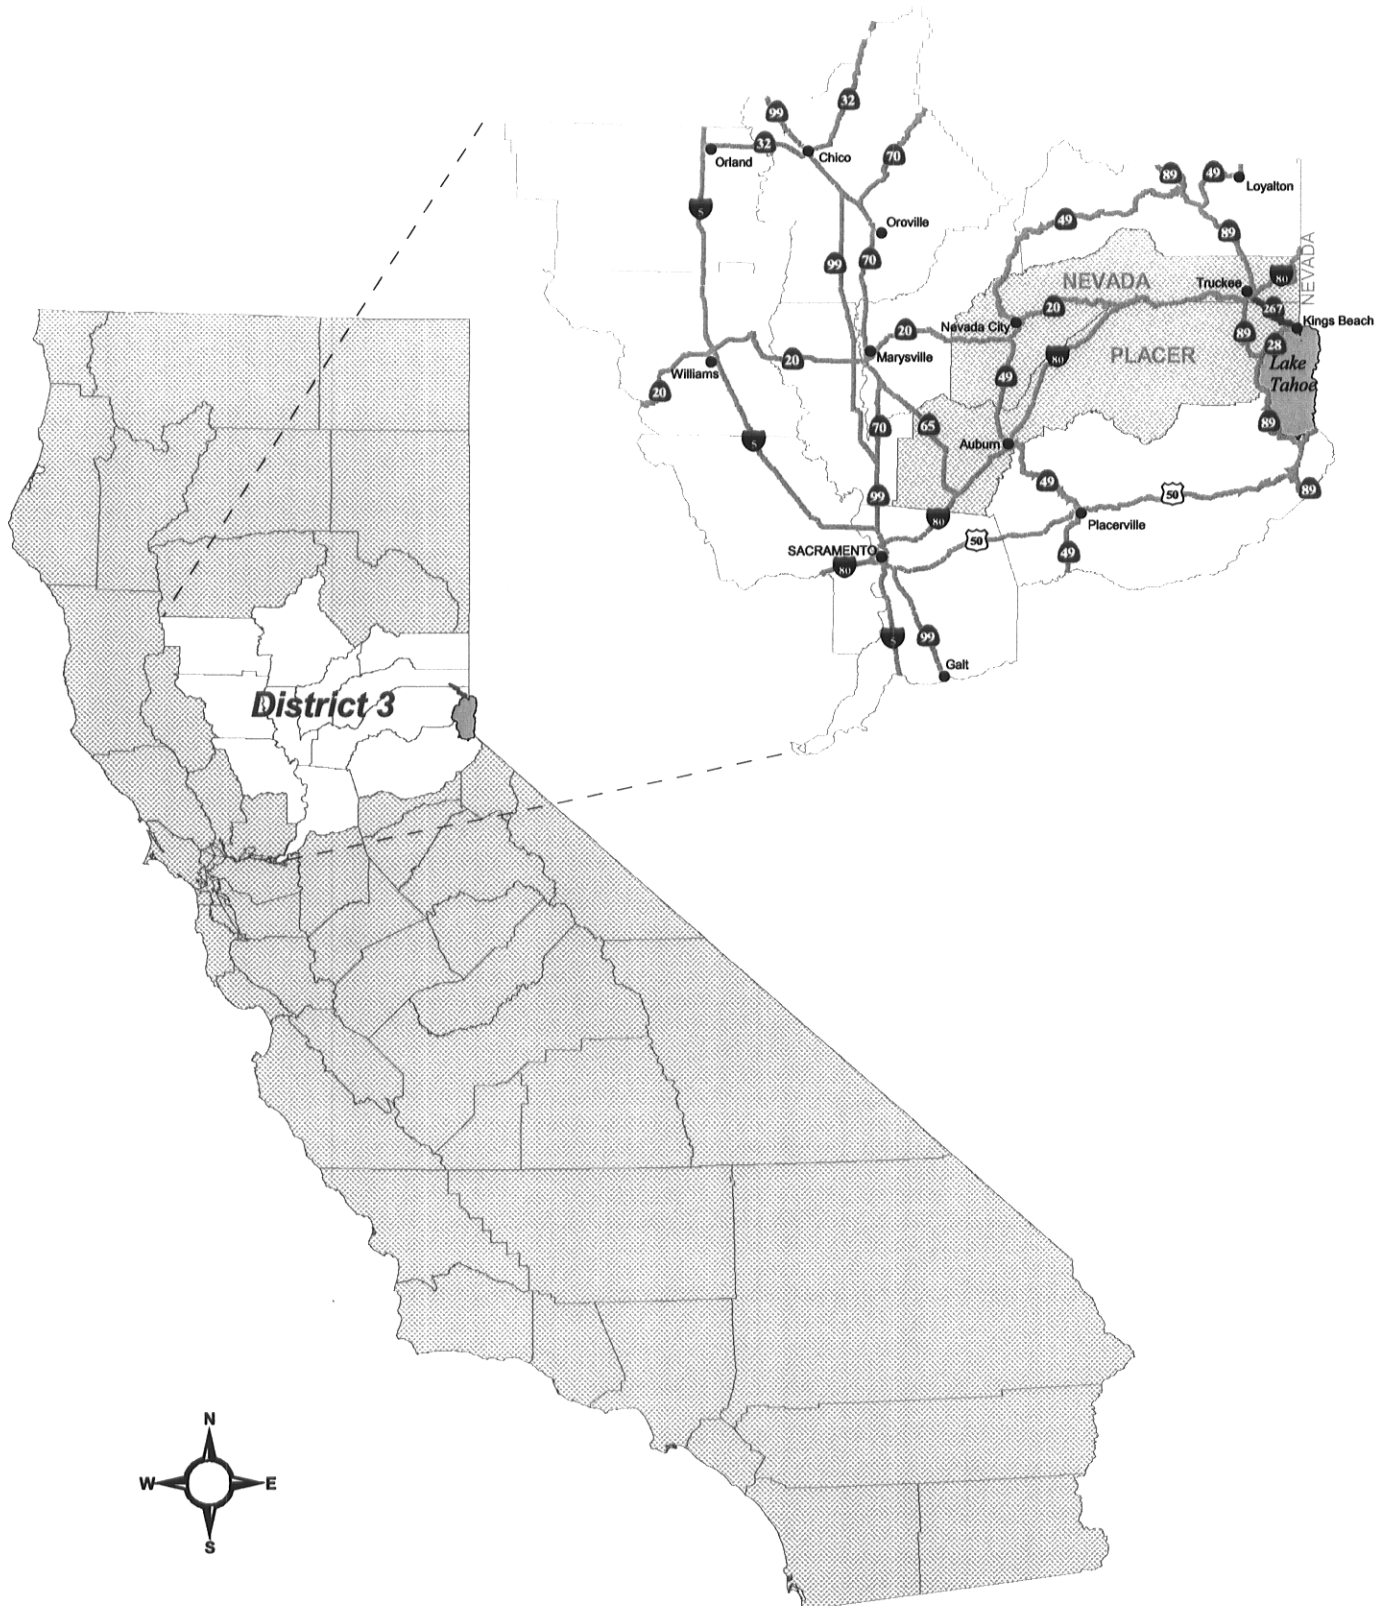 99
32
32
Orland
Chico
70
89
49
Loyalton
5
49
Oroville
89
99
70
NEVADA
80
NEVADA
Truckee
267
20
Nevada City
20
Kings Beach
89
28
Marysville
20
80
PLACER
Lake
Tahoe
Williams
49
20
70
65
89
5
Auburn
49
99
50
89
80
Placerville
50
SACRAMENTO
49
80
5
99
Galt
District 3
N
W
E
S